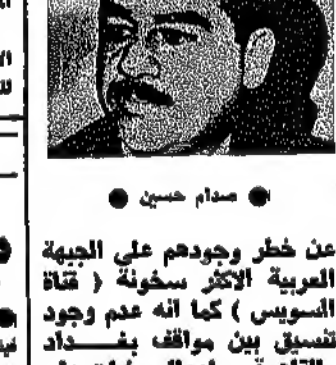 ● صدام حسين ●
عن خطر وجودهم على الجبهة
العربية الأكثر سخونة ( قناة
السويس ) كما أنه عدم وجود
تنسيق بين مواقف بغداد